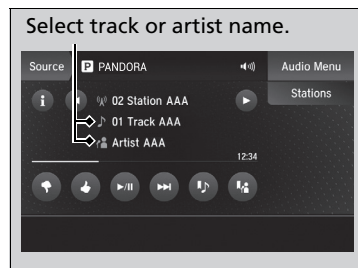 Select track or artist name.
Source
P PANDORA
Audio Menu
Stations
i
02 Station AAA
01 Track AAA
Artist AAA
12:34